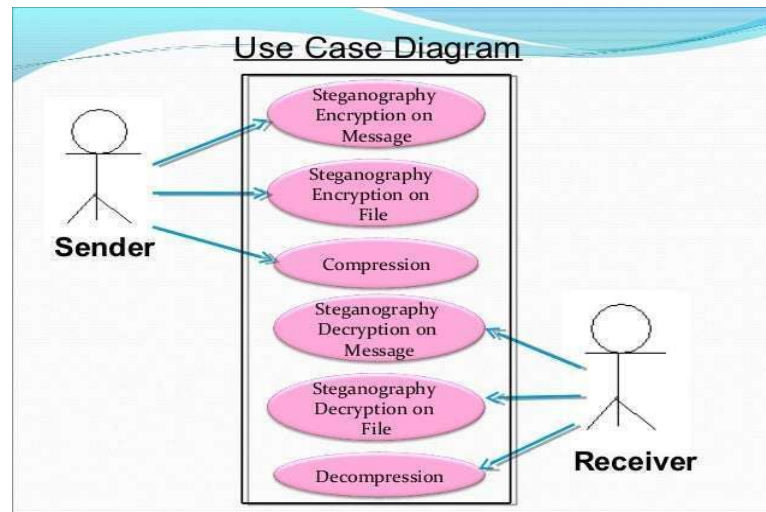 Use Case Diagram
Steganography
Encryption on
Message
Steganography
Encryption on
File
Sender
Compression
Steganography
Decryption on
Message
Steganography
Decryption on
File
Receiver
Decompression